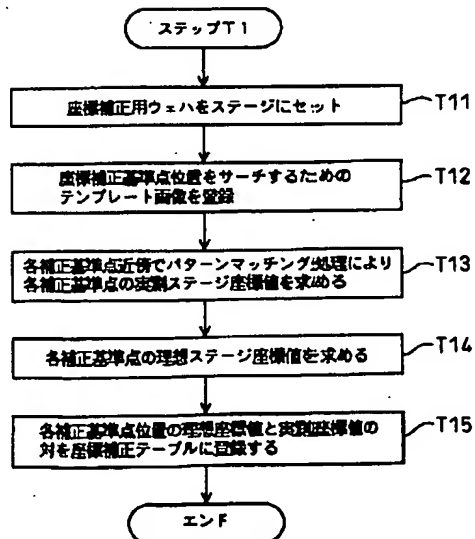 ステップT1
座標補正用ウェハをステージにセット
T11
座標補正基準点位置をサーチするための
テンプレート画像を登録
T12
各補正基準点近傍でパターンマッチング処理により
各補正基準点の実測ステージ座標値を求める
T13
各補正基準点の理想ステージ座標値を求める
T14
各補正基準点位置の理想座標値と実測座標値の
対を座標補正テーブルに登録する
T15
エンド